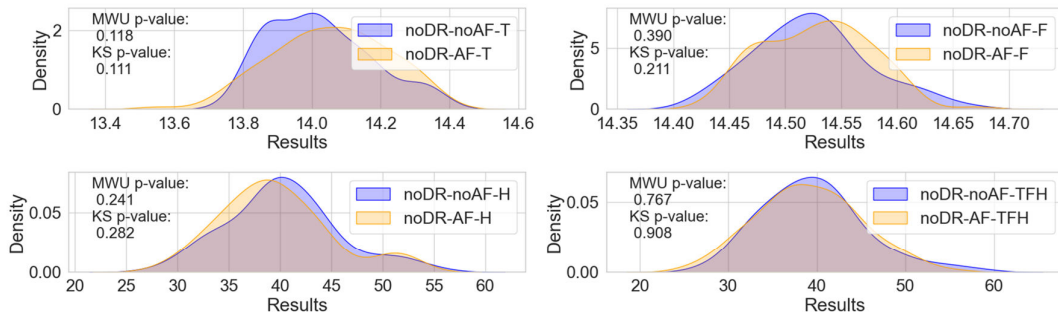 MWU p-value:
0.118
KS p-value:
0.111
noDR-noAF-T
noDR-AF-T
Density
2
0
13.4 13.6 13.8 14.0 14.2 14.4 14.6
Results
MWU p-value:
0.390
KS p-value:
0.211
noDR-noAF-F
noDR-AF-F
Density
5
0
14.35 14.40 14.45 14.50 14.55 14.60 14.65 14.70
Results
MWU p-value:
0.241
KS p-value:
0.282
noDR-noAF-H
noDR-AF-H
Density
0.05
0.00
20 25 30 35 40 45 50 55 60
Results
MWU p-value:
0.767
KS p-value:
0.908
noDR-noAF-TFH
noDR-AF-TFH
Density
0.05
0.00
20 30 40 50 60
Results